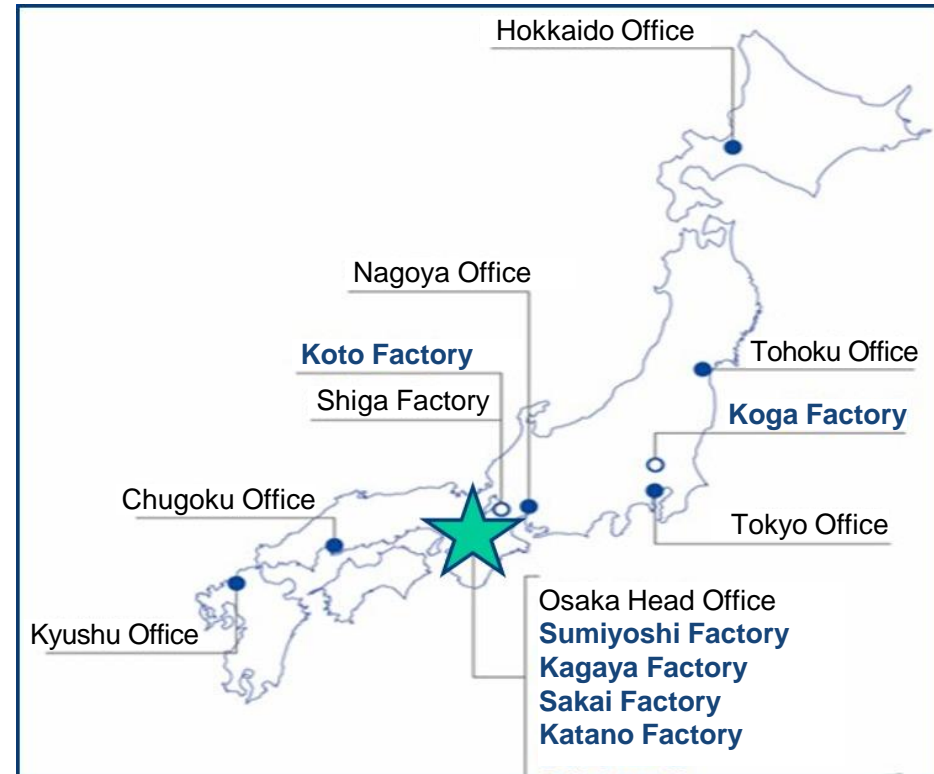 Hokkaido Office
Nagoya Office
Koto Factory
Shiga Factory
Tohoku Office
Koga Factory
Chugoku Office
Tokyo Office
Kyushu Office
Osaka Head Office
Sumiyoshi Factory
Kagaya Factory
Sakai Factory
Katano Factory